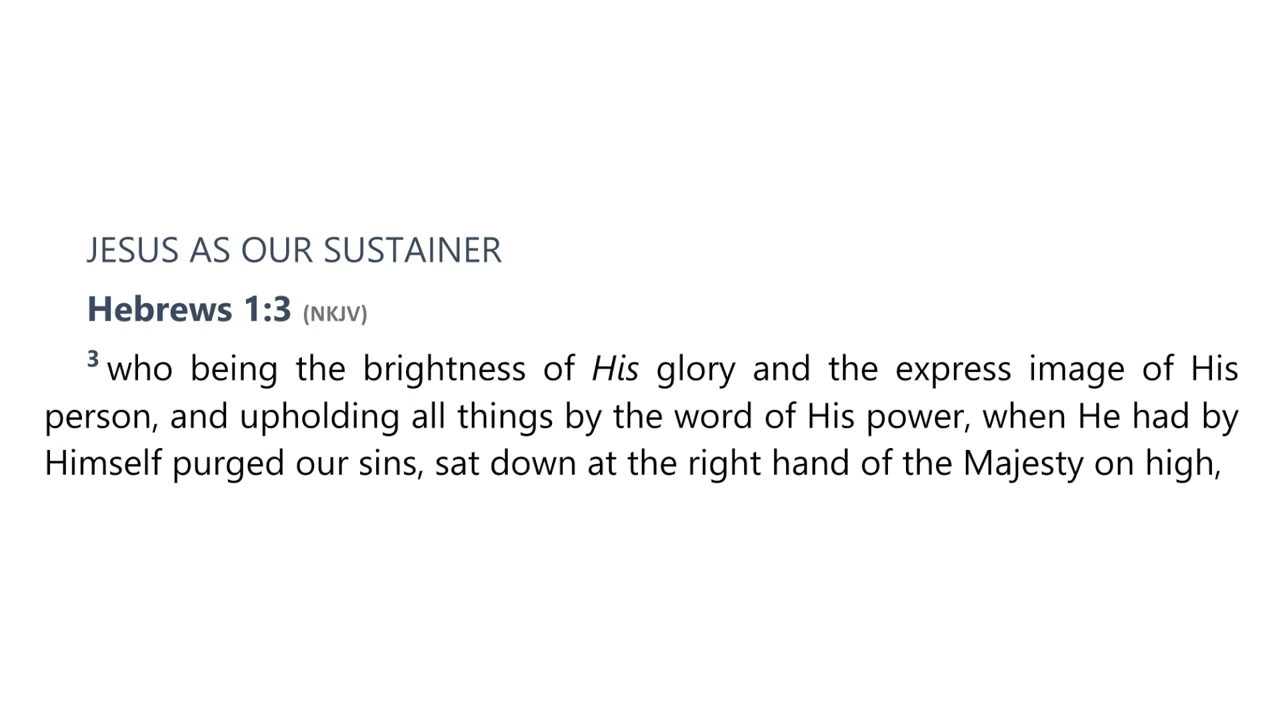 JESUS AS OUR SUSTAINER
Hebrews 1:3 (NKJV)
3 who being the brightness of His glory and the express image of His
person, and upholding all things by the word of His power, when He had by
Himself purged our sins, sat down at the right hand of the Majesty on high,